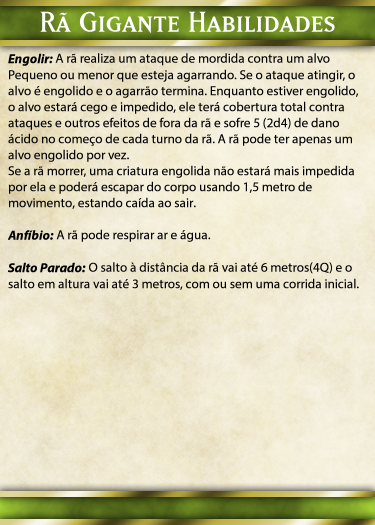 Rã Gigante Habilidades
Engolir: A rã realiza um ataque de mordida contra um alvo
Pequeno ou menor que esteja agarrando. Se o ataque atingir, o
alvo é engolido e o agarrão termina. Enquanto estiver engolido,
o alvo estará cego e impedido, ele terá cobertura total contra
ataques e outros efeitos de fora da rã e sofre 5 (2d4) de dano
ácido no começo de cada turno da rã. A rã pode ter apenas um
alvo engolido por vez.
Se a rã morrer, uma criatura engolida não estará mais impedida
por ela e poderá escapar do corpo usando 1,5 metro de
movimento, estando caída ao sair.
Anfíbio: A rã pode respirar ar e água.
Salto Parado: O salto à distância da rã vai até 6 metros(4Q) e o
salto em altura vai até 3 metros, com ou sem uma corrida inicial.